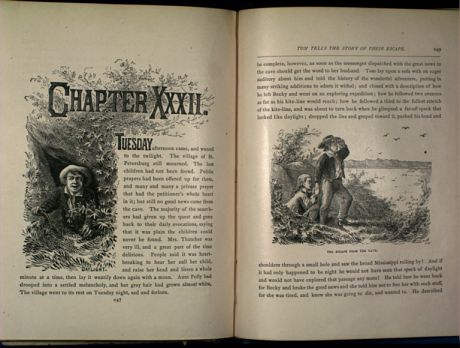 CHAPTER XXXII.
TUESDAY afternoon came, and waned
to the twilight. The village of St.
Petersburg still mourned. The lost
children had not been found. Public
prayers had been offered up for them,
and many and many a private prayer
that had the petitioner's whole heart
in it; but still no good news came from
the cave. The majority of the search-
ers had given up the quest and gone
back to their daily avocations, saying
that it was plain the children could
never be found. Mrs. Thatcher was
very ill, and a great part of the time
delirious. People said it was heart-
breaking to hear her call her child,
and raise her head and listen a whole
DAYLIGHT.
minute at a time, then lay it wearily down again with a moan. Aunt Polly had
drooped into a settled melancholy, and her gray hair had grown almost white.
The village went to its rest on Tuesday night, sad and forlorn.
247
TOM TELLS THE STORY OF THEIR ESCAPE.
249
be complete, however, as soon as the messenger dispatched with the great news to
the cave should get the word to her husband. Tom lay upon a sofa with an eager
auditory about him and told the history of the wonderful adventure, putting in
many striking additions to adorn it withal; and closed with a description of how
he left Becky and went on an exploring expedition; how he followed two avenues
as far as his kite-line would reach; how he followed a third to the fullest stretch
of the kite-line, and was about to turn back when he glimpsed a far-off speck that
looked like daylight; dropped the line and groped toward it, pushed his head and
THE ESCAPE FROM THE CAVE.
shoulders through a small hole and saw the broad Mississippi rolling by! And if
it had only happened to be night he would not have seen that speck of daylight
and would not have explored that passage any more! He told how he went back
for Becky and broke the good news and she told him not to fret her with such stuff,
for she was tired, and knew she was going to die, and wanted to. He described